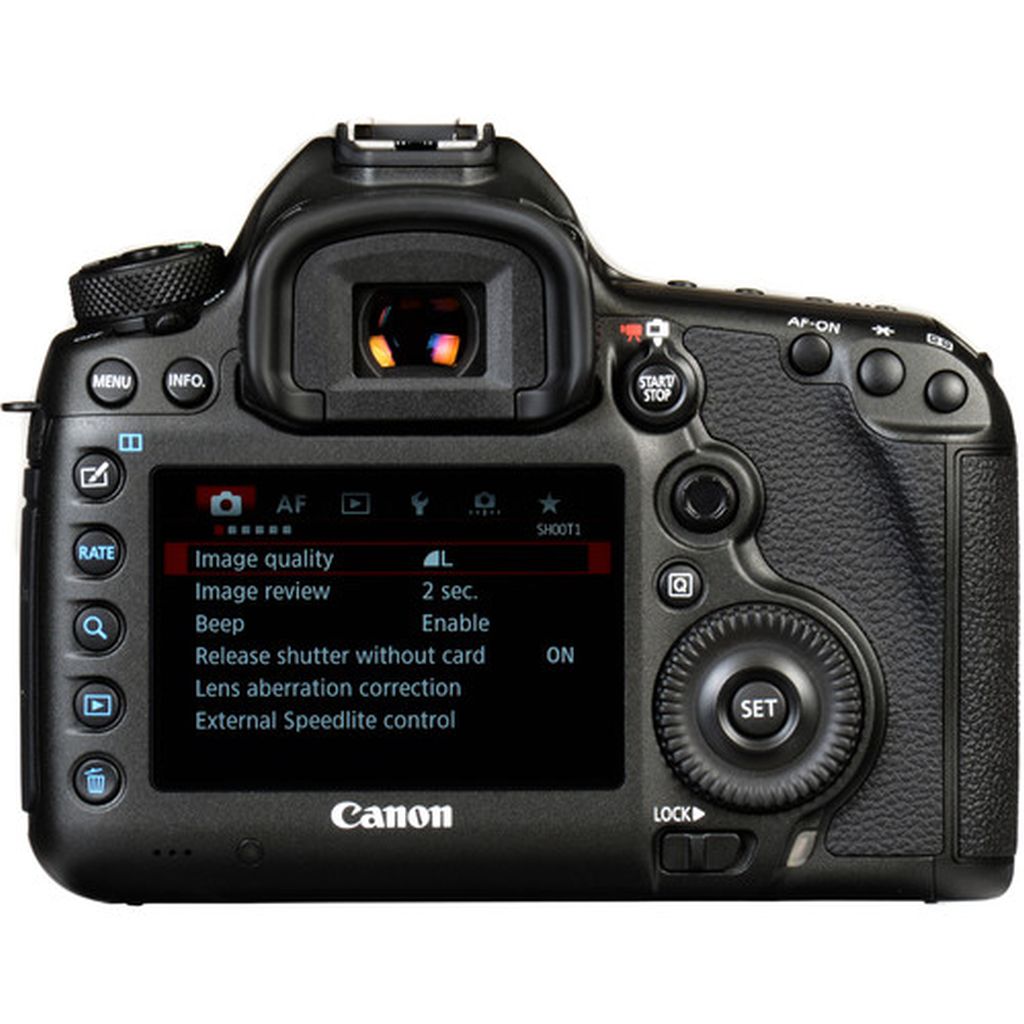 AF-ON
MENU
INFO.
START/
STOP
AF
SHOOT1
RATE
Image quality L
Image review 2 sec.
Beep Enable
Release shutter without card ON
Lens aberration correction
External Speedlite control
Q
SET
Canon
LOCK